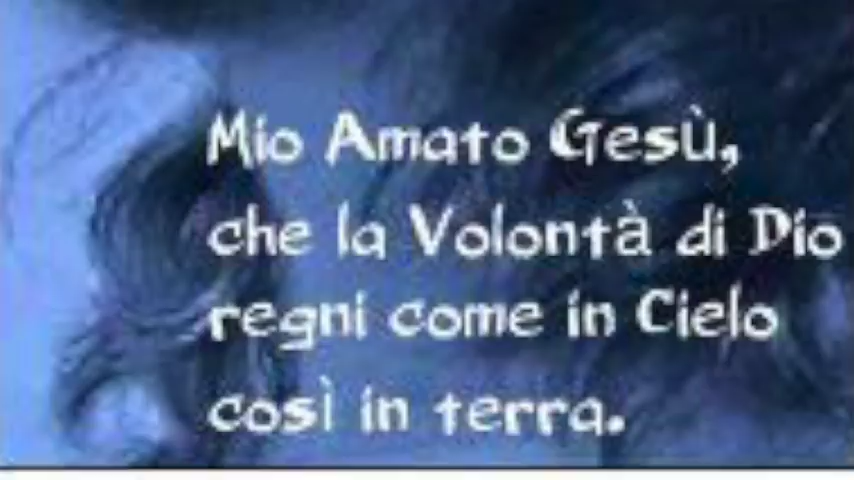 Mio Amato Gesù,
che la Volontà di Dio
regni come in Cielo
così in terra.